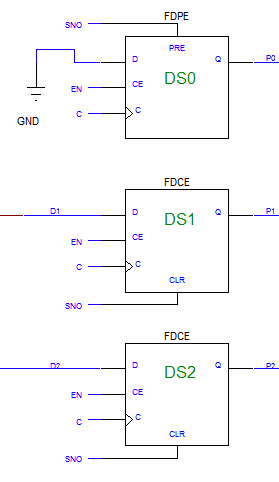 FDPE
SNO
PRE
D
Q
P0
CE
EN
DS0
C
C
GND
FDCE
D1
D
Q
P1
CE
EN
DS1
C
C
CLR
SNO
FDCE
D2
D
Q
P2
CE
EN
DS2
C
C
CLR
SNO